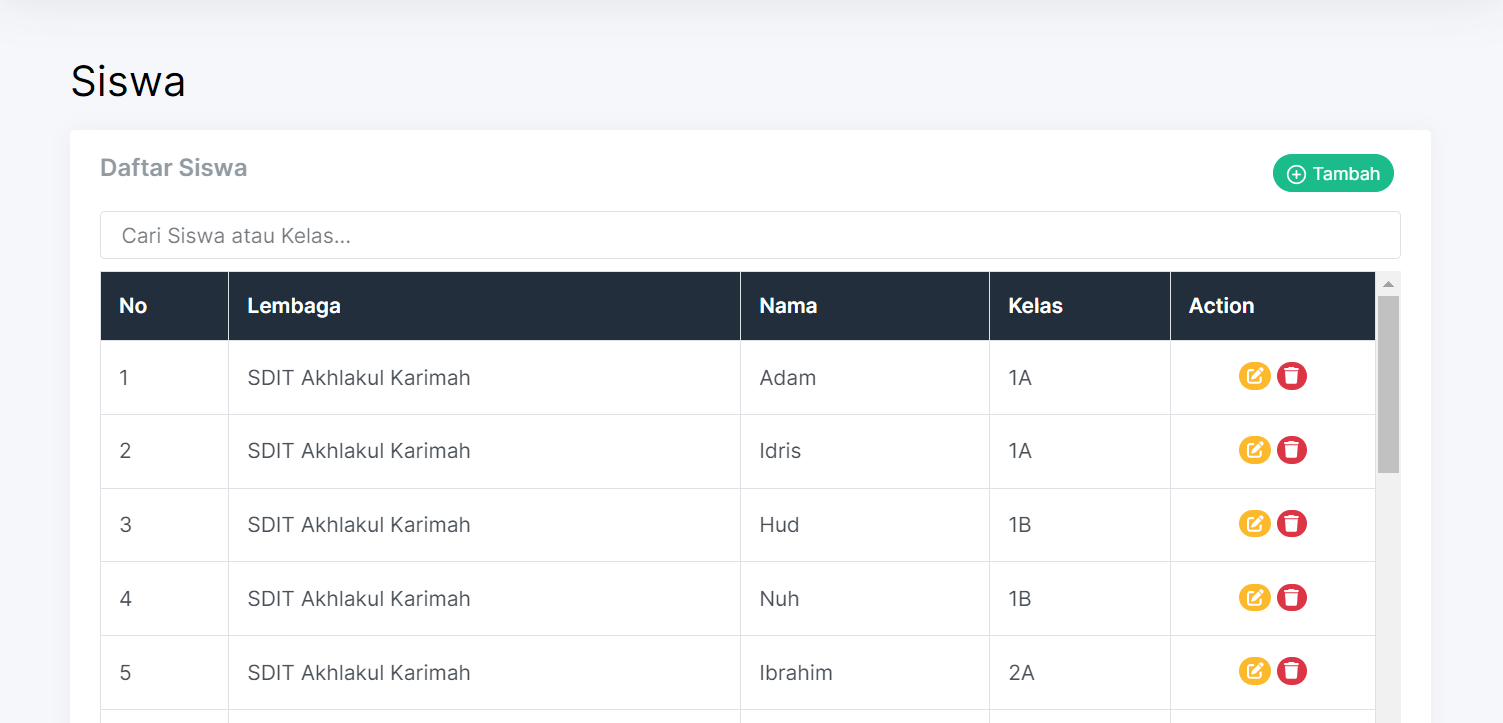 Siswa
Daftar Siswa
Tambah
Cari Siswa atau Kelas...
No Lembaga Nama Kelas Action
1 SDIT Akhlakul Karimah Adam 1A
2 SDIT Akhlakul Karimah Idris 1A
3 SDIT Akhlakul Karimah Hud 1B
4 SDIT Akhlakul Karimah Nuh 1B
5 SDIT Akhlakul Karimah Ibrahim 2A